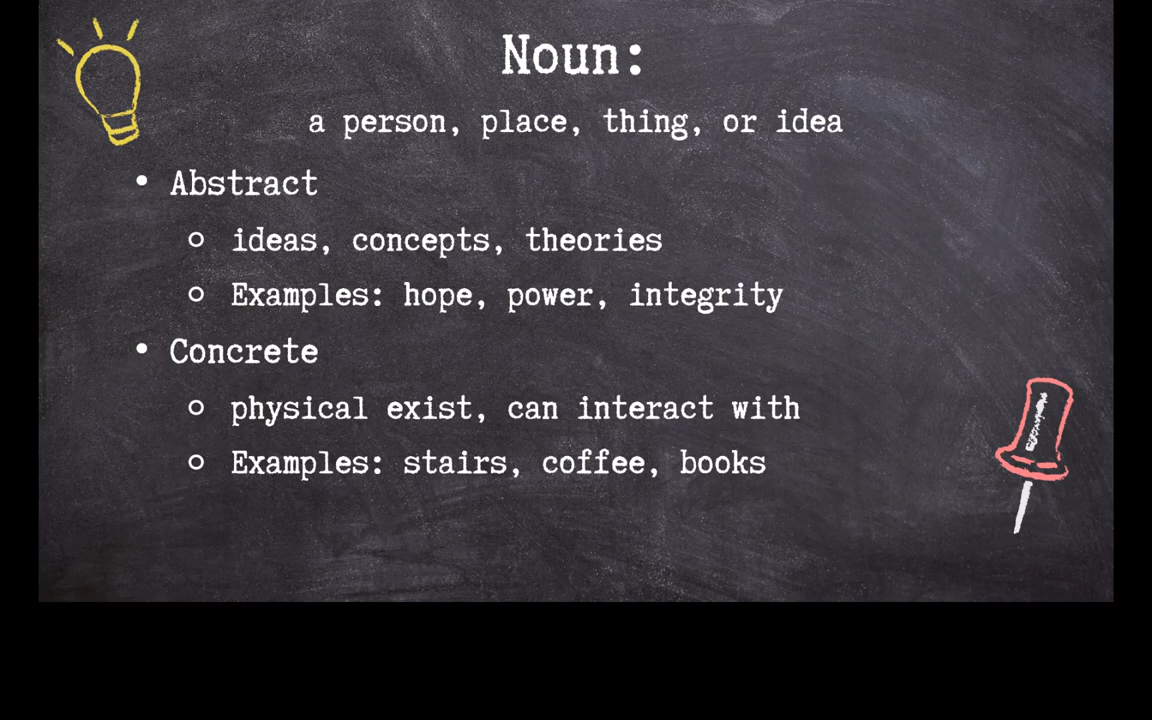 Noun:
a person, place, thing, or idea
• Abstract
○ ideas, concepts, theories
○ Examples: hope, power, integrity
• Concrete
○ physical exist, can interact with
○ Examples: stairs, coffee, books